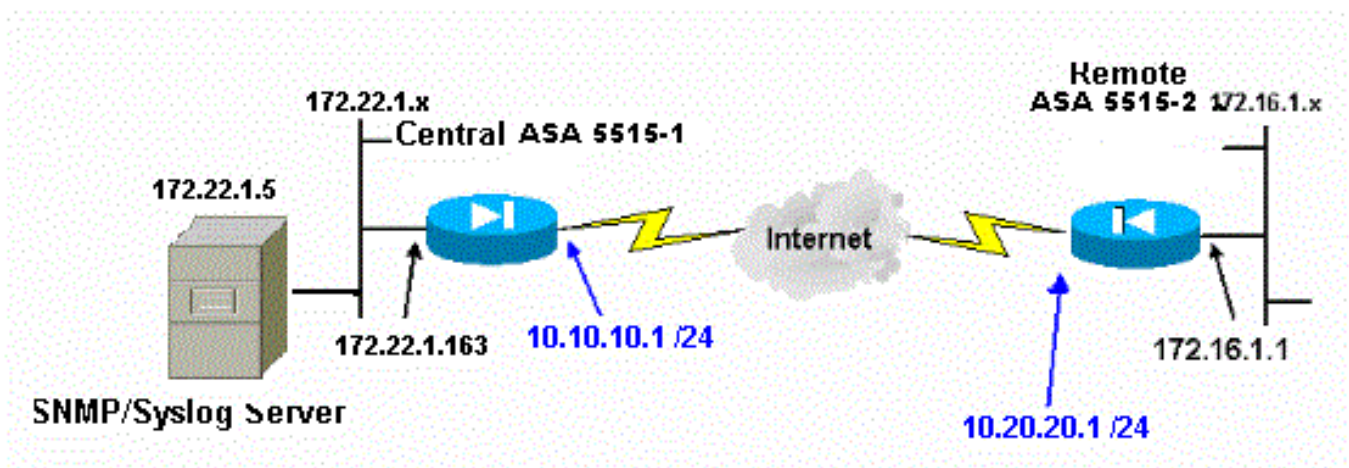 172.22.1.x
Central ASA 5515-1
172.22.1.5
SNMP/Syslog Server
172.22.1.163
10.10.10.1 /24
Internet
Remote
ASA 5515-2 172.16.1.x
10.20.20.1 /24
172.16.1.1